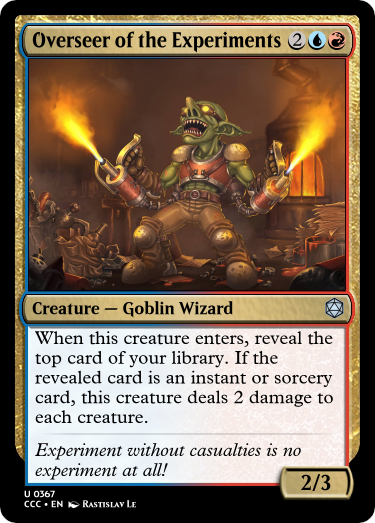 Overseer of the Experiments 2
Creature — Goblin Wizard
When this creature enters, reveal the
top card of your library. If the
revealed card is an instant or sorcery
card, this creature deals 2 damage to
each creature.
Experiment without casualties is no
experiment at all!
2/3
U 0367
CCC • EN Rastislav Le